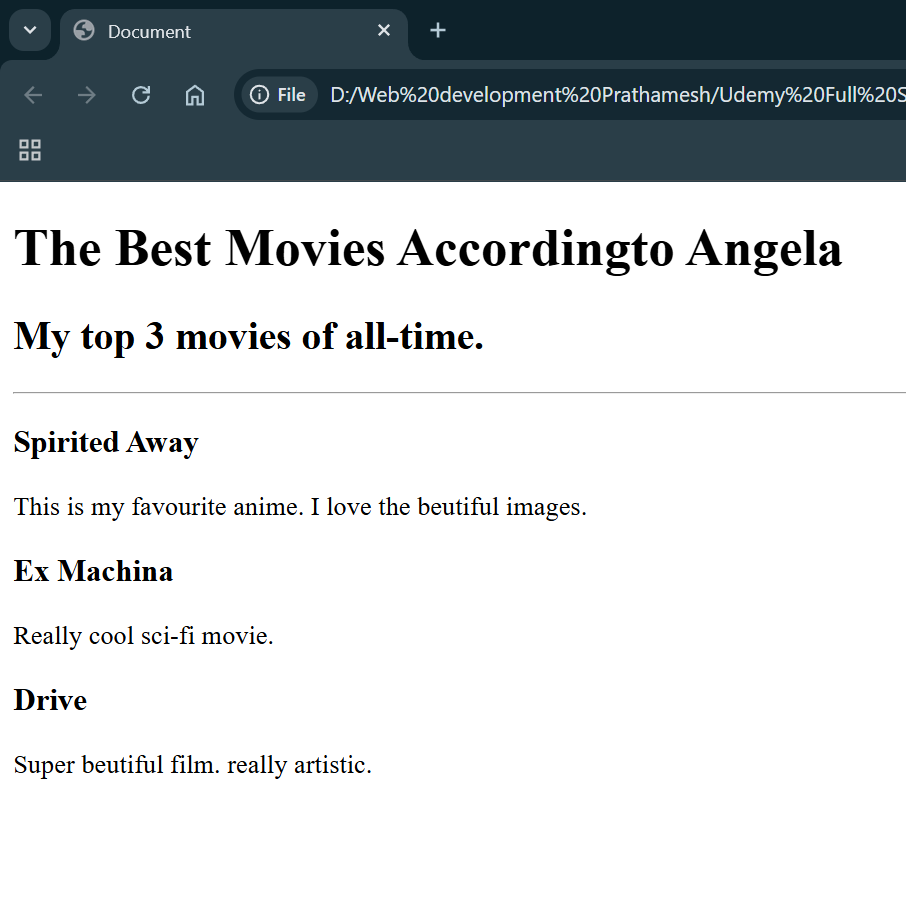 Document
File
D:/Web%20development%20Prathamesh/Udemy%20Full%20S
The Best Movies Accordingto Angela
My top 3 movies of all-time.
Spirited Away
This is my favourite anime. I love the beutiful images.
Ex Machina
Really cool sci-fi movie.
Drive
Super beutiful film. really artistic.